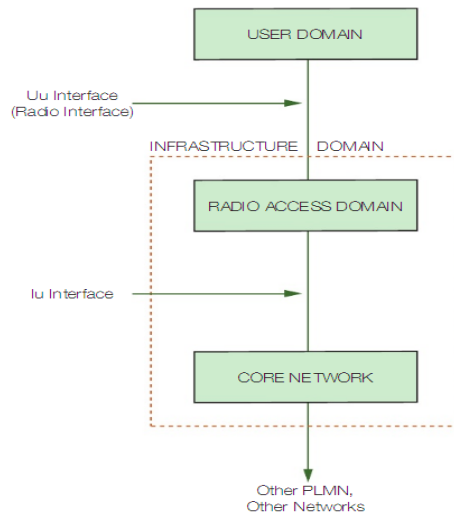 USER DOMAIN
Uu Interface
(Radio Interface)
INFRASTRUCTURE DOMAIN
RADIO ACCESS DOMAIN
Iu Interface
CORE NETWORK
Other PLMN,
Other Networks